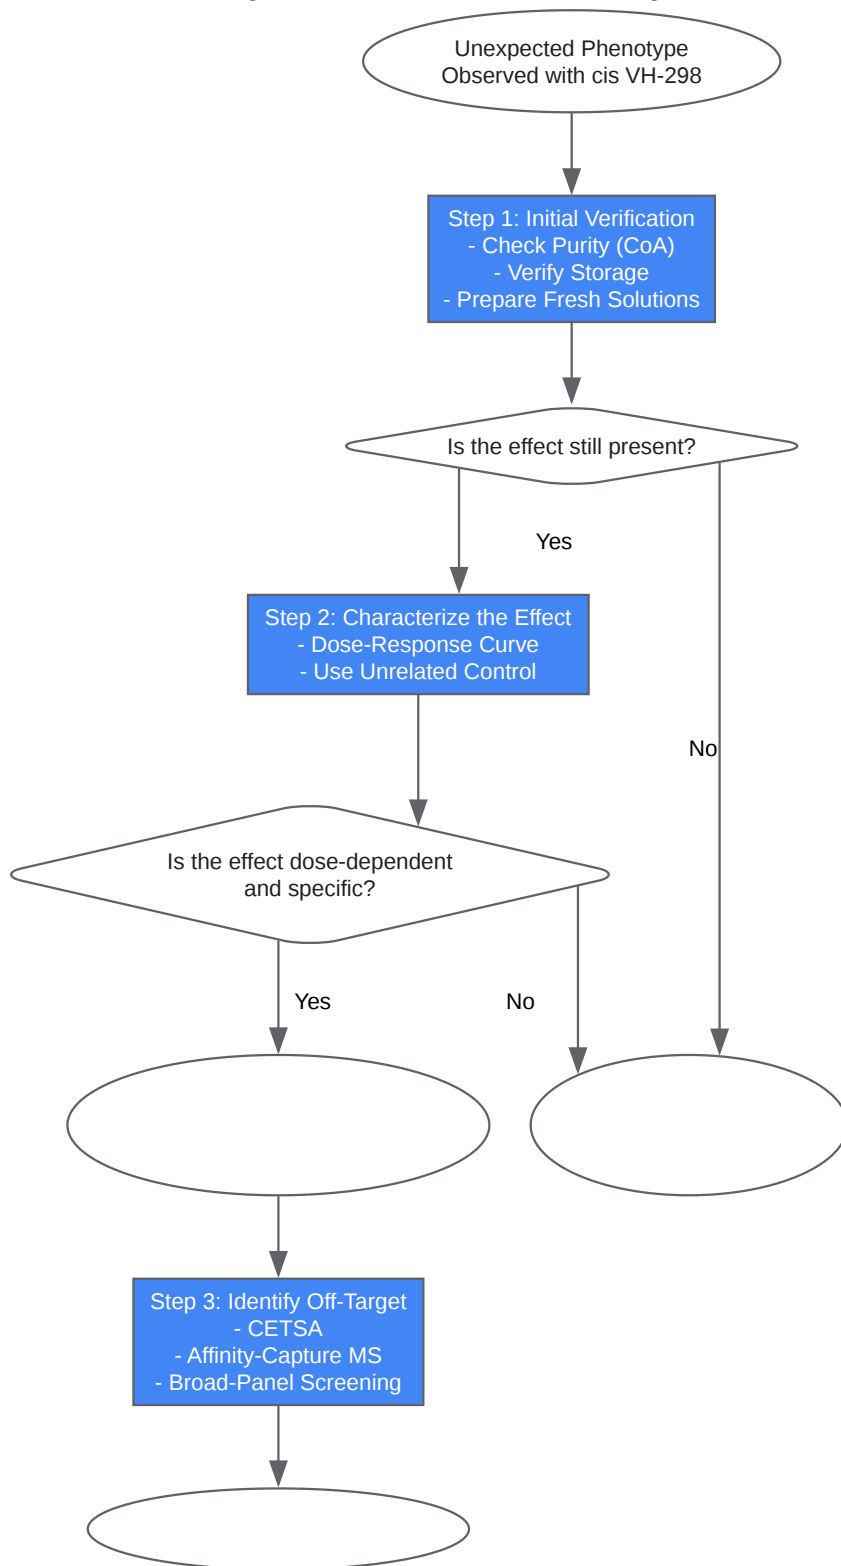 Unexpected Phenotype
Observed with cis VH-298
Step 1: Initial Verification
- Check Purity (CoA)
- Verify Storage
- Prepare Fresh Solutions
Is the effect still present?
Yes
Step 2: Characterize the Effect
- Dose-Response Curve
- Use Unrelated Control
No
Is the effect dose-dependent
and specific?
Yes
No
Step 3: Identify Off-Target
- CETSA
- Affinity-Capture MS
- Broad-Panel Screening